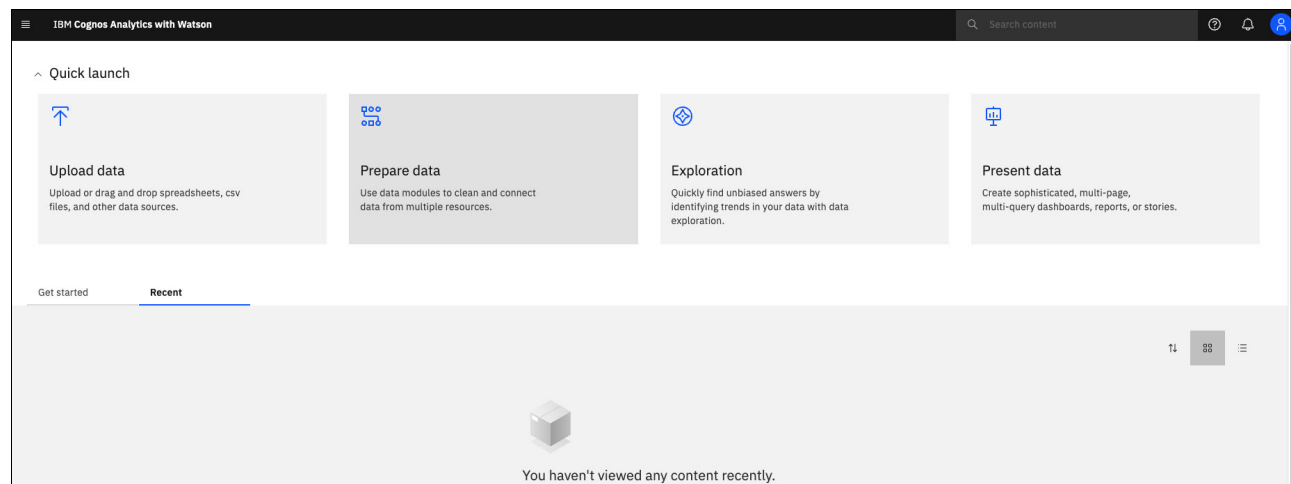 IBM Cognos Analytics with Watson
Search content
Quick launch
Upload data
Upload or drag and drop spreadsheets, csv
files, and other data sources.
Prepare data
Use data modules to clean and connect
data from multiple resources.
Exploration
Quickly find unbiased answers by
identifying trends in your data with data
exploration.
Present data
Create sophisticated, multi-page,
multi-query dashboards, reports, or stories.
Get started
Recent
You haven't viewed any content recently.